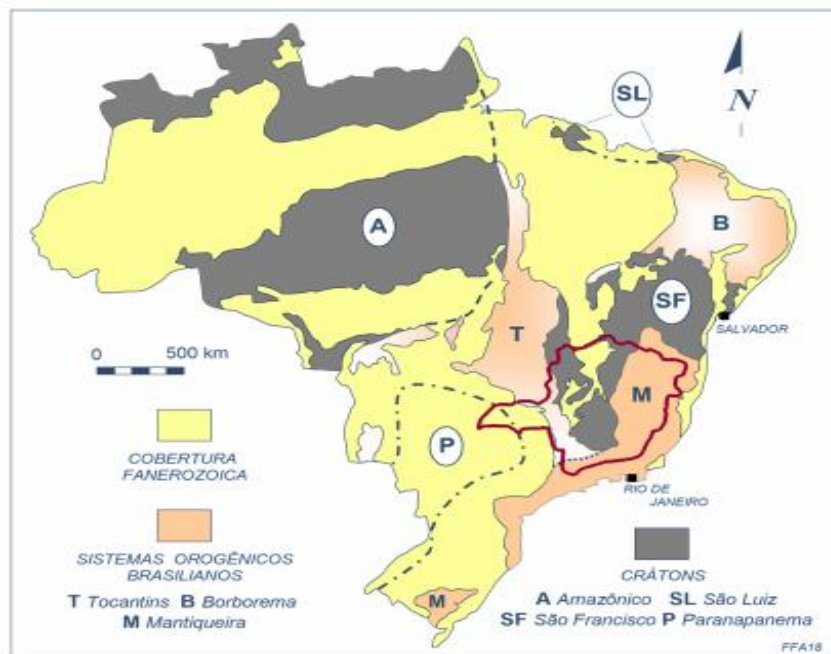 SL
N
A
B
SF
SALVADOR
0 500 km
T
M
P
COBERTURA
FANEROZOICA
RIO DE
JANEIRO
SISTEMAS OROGÊNICOS
BRASILIANOS
CRÁTONS
T Tocantins B Borborema
M Mantiqueira
M
A Amazônico SL São Luiz
SF São Francisco P Paranapanema
FFA18